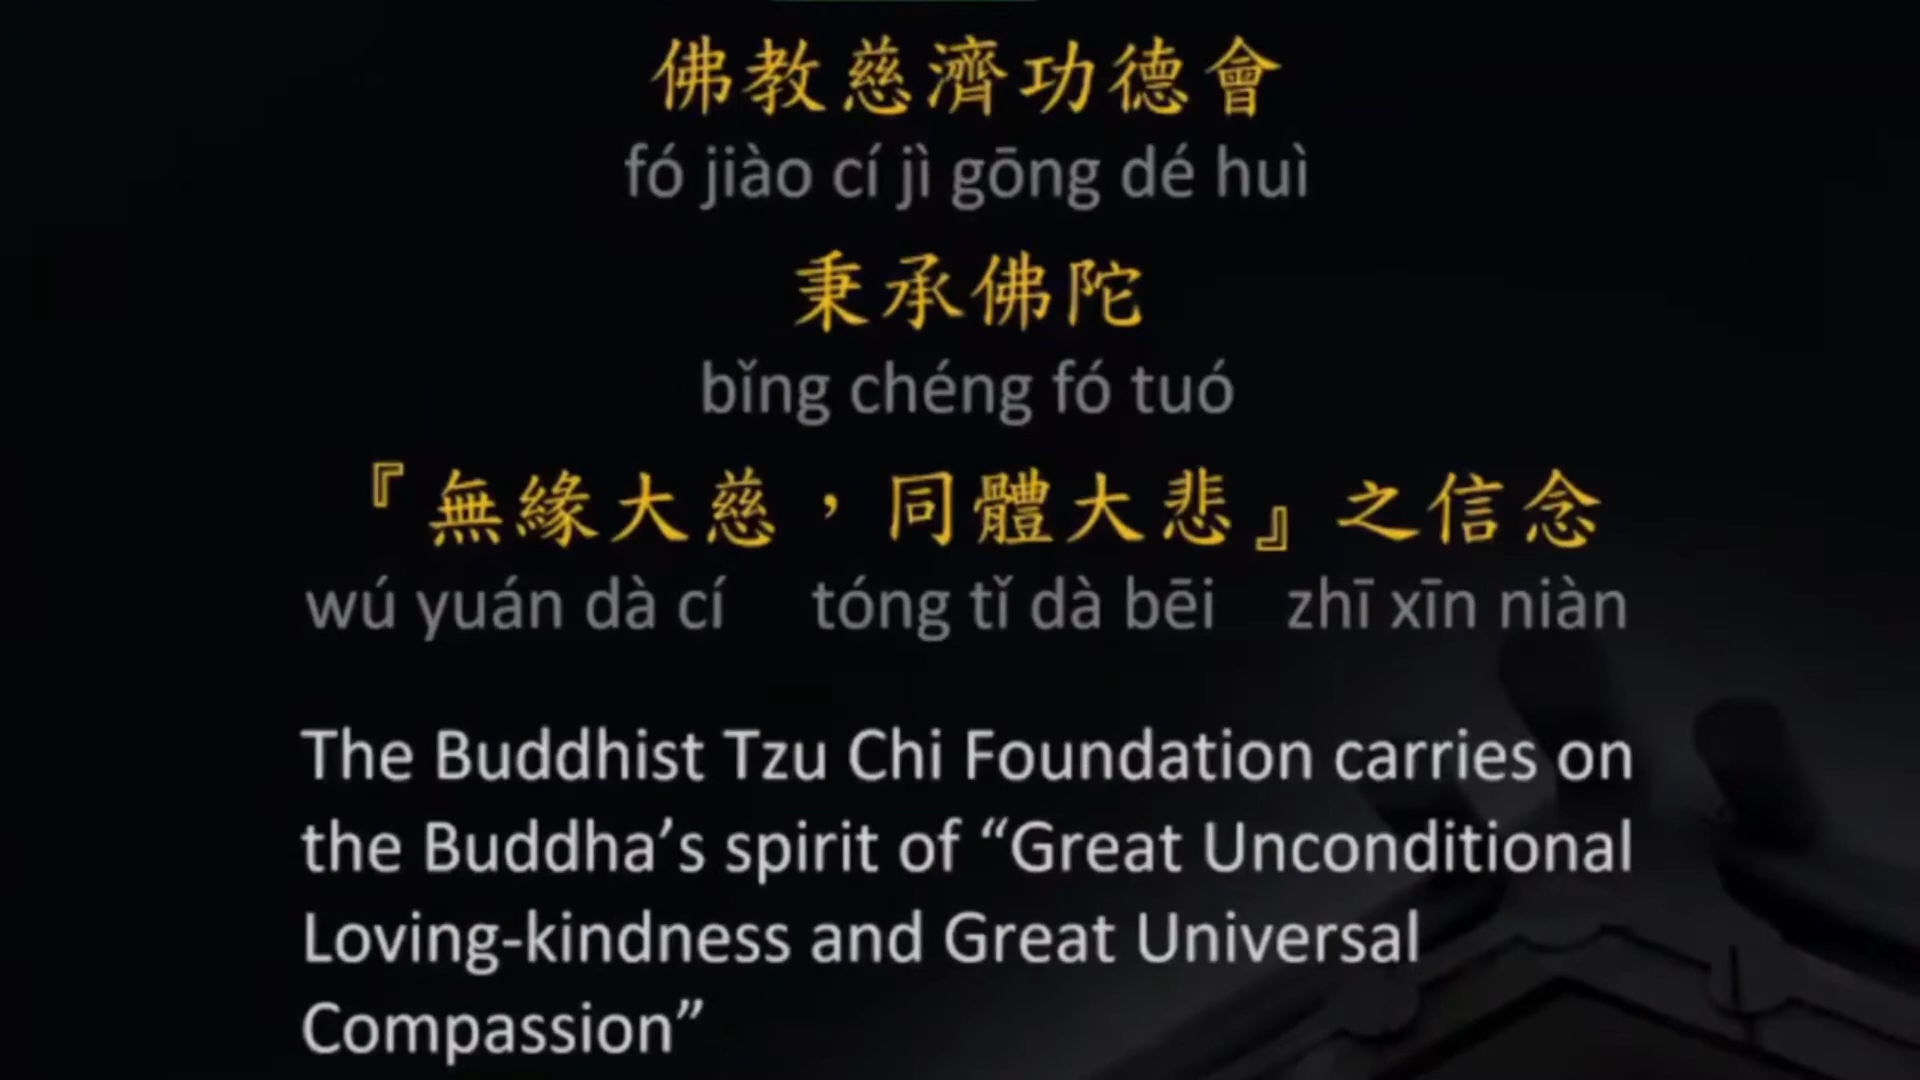 佛教慈濟功德會
fó jiào cí jì gōng dé huì
秉承佛陀
bǐng chéng fó tuó
『無緣大慈，同體大悲』之信念
wú yuán dà cí tóng tǐ dà bēi zhī xīn niàn
The Buddhist Tzu Chi Foundation carries on
the Buddha’s spirit of “Great Unconditional
Loving-kindness and Great Universal
Compassion”